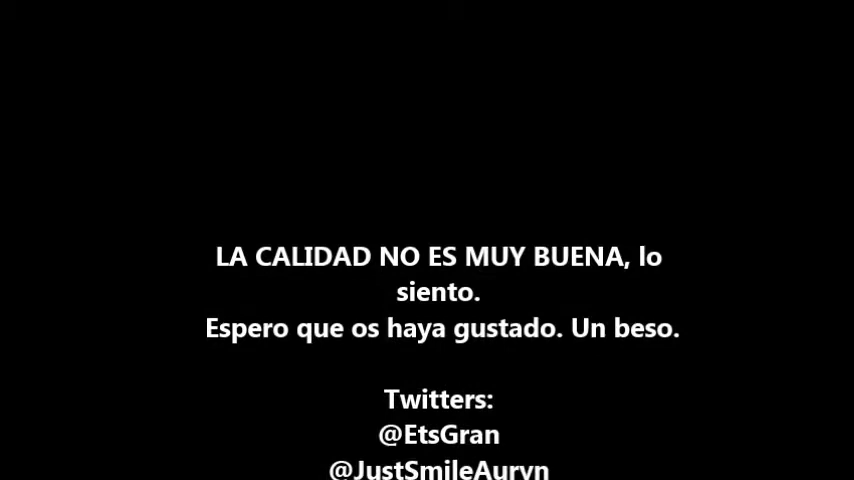 LA CALIDAD NO ES MUY BUENA, lo
siento.
Espero que os haya gustado. Un beso.
Twitters:
@EtsGran
@JustSmileAuryn